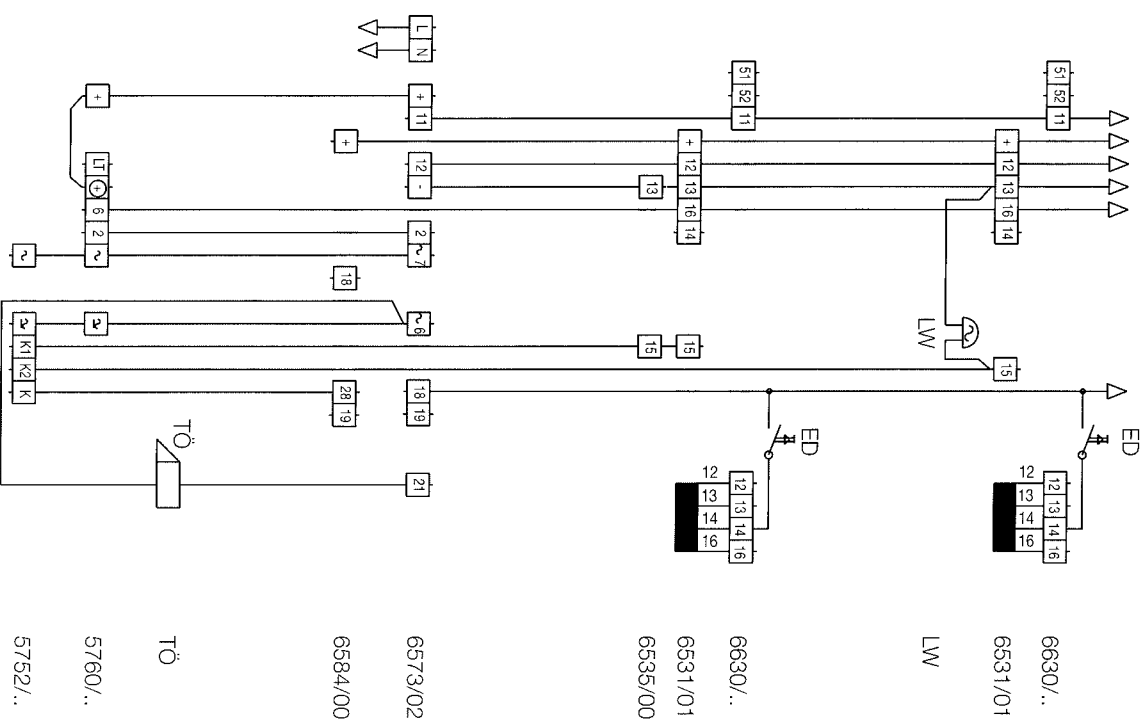 ED
51 52 11 12 13 14 16 6630/..
12 13 14 16
+ 12 13 16 14 15 6531/01
LW LW
ED
51 52 11 12 13 14 16 6630/..
12 13 14 16
+ 12 13 16 14 15 6531/01
13 15 6535/00
L N + 11 12 - 2 ~7 ~6 18 19 21 6573/02
+ 18 28 19 6584/00
TÖ TÖ
+ LT + 6 2 ~ ~ 5760/..
~ ~ K1 K2 K 5752/..